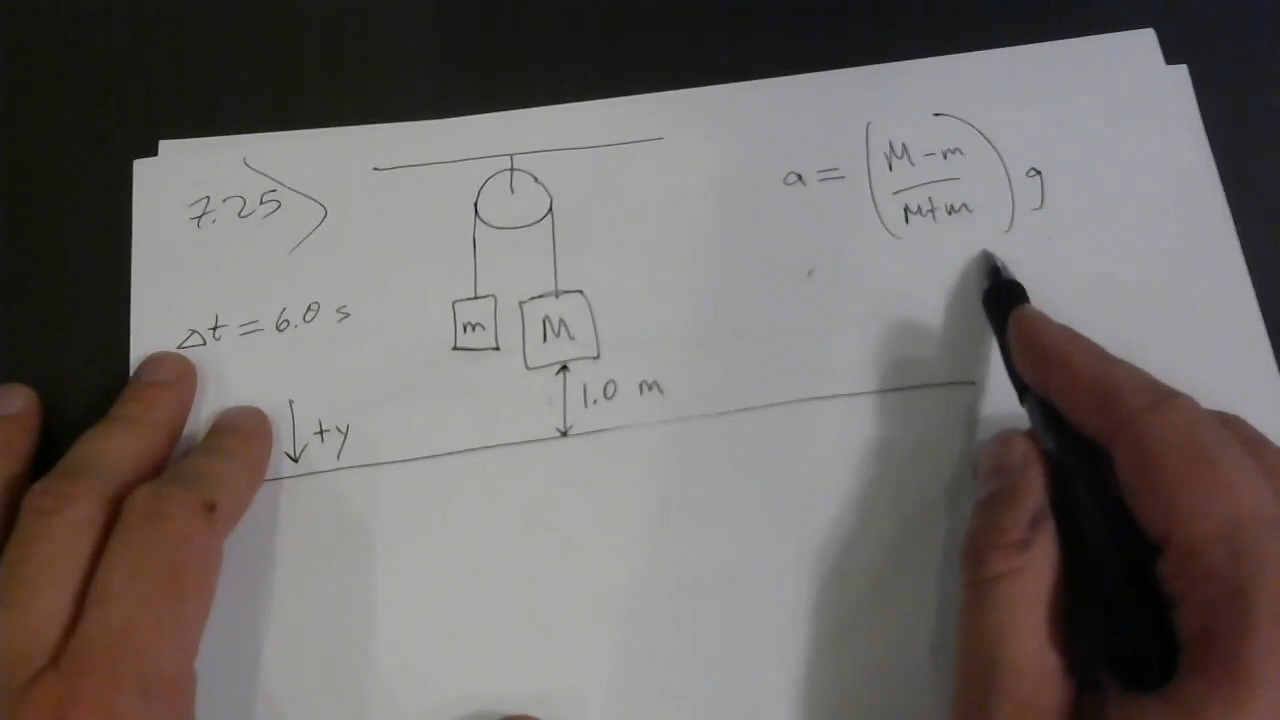 7.25)
Δt = 6.0 s
+y
m
M
1.0 m
a = (M-m / M+m) g